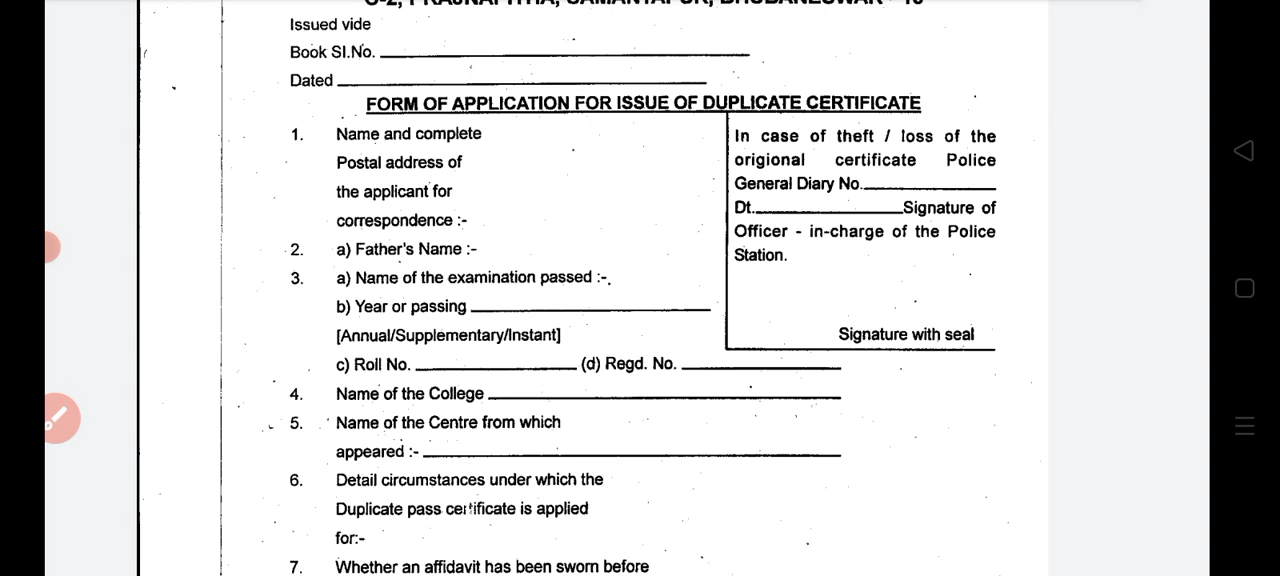 Issued vide
Book SI.No.
Dated
FORM OF APPLICATION FOR ISSUE OF DUPLICATE CERTIFICATE
1. Name and complete
Postal address of
the applicant for
correspondence :-
In case of theft / loss of the
origional certificate Police
General Diary No.
Dt. Signature of
Officer - in-charge of the Police
Station.
Signature with seal
2. a) Father's Name :-
3. a) Name of the examination passed :-
b) Year or passing
[Annual/Supplementary/Instant]
c) Roll No. (d) Regd. No.
4. Name of the College
5. Name of the Centre from which
appeared :-
6. Detail circumstances under which the
Duplicate pass certificate is applied
for:-
7. Whether an affidavit has been sworn before